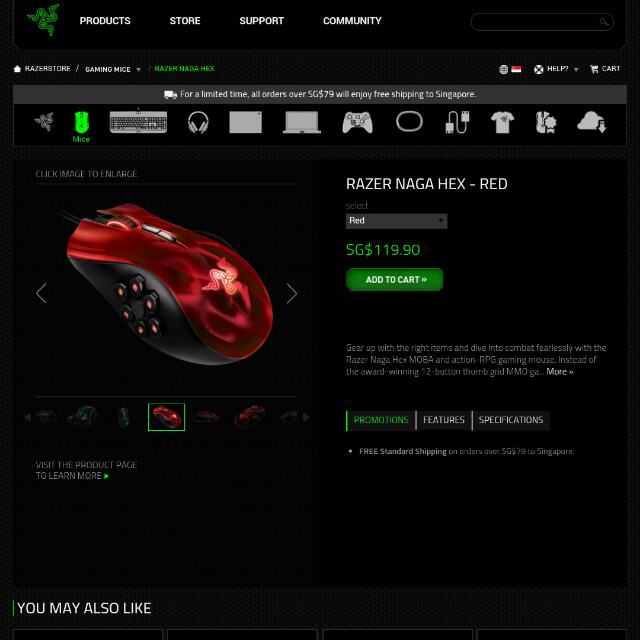 PRODUCTS STORE SUPPORT COMMUNITY
RAZERSTORE / GAMING MICE / RAZER NAGA HEX HELP? CART
For a limited time, all orders over SG$79 will enjoy free shipping to Singapore.
Mice
CLICK IMAGE TO ENLARGE
RAZER NAGA HEX - RED
select
Red
SG$119.90
ADD TO CART »
Gear up with the right items and dive into combat fearlessly with the
Razer Naga Hex MOBA and action-RPG gaming mouse. Instead of
the award-winning 12-button thumb grid MMO ga... More »
PROMOTIONS FEATURES SPECIFICATIONS
• FREE Standard Shipping on orders over SG$79 to Singapore.
VISIT THE PRODUCT PAGE
TO LEARN MORE ▸
YOU MAY ALSO LIKE